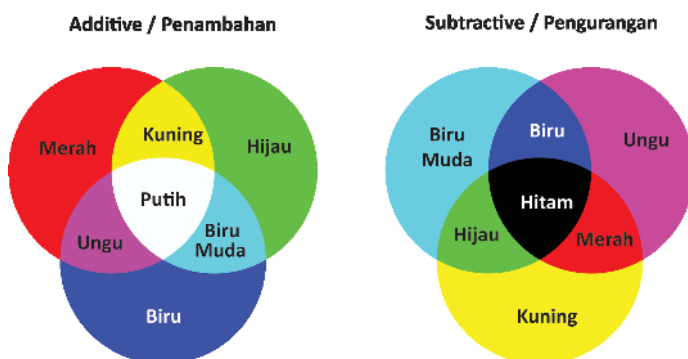 Additive / Penambahan
Merah
Kuning
Hijau
Putih
Ungu
Biru
Muda
Biru
Subtractive / Pengurangan
Biru
Muda
Biru
Ungu
Hitam
Hijau
Merah
Kuning